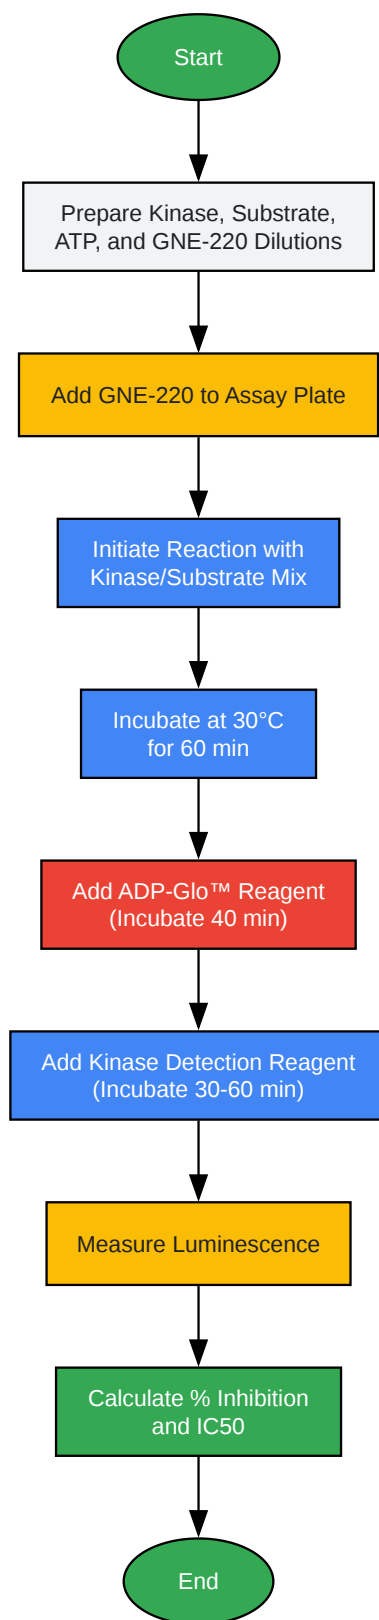 Start
Prepare Kinase, Substrate,
ATP, and GNE-220 Dilutions
Add GNE-220 to Assay Plate
Initiate Reaction with
Kinase/Substrate Mix
Incubate at 30°C
for 60 min
Add ADP-Glo™ Reagent
(Incubate 40 min)
Add Kinase Detection Reagent
(Incubate 30-60 min)
Measure Luminescence
Calculate % Inhibition
and IC50
End